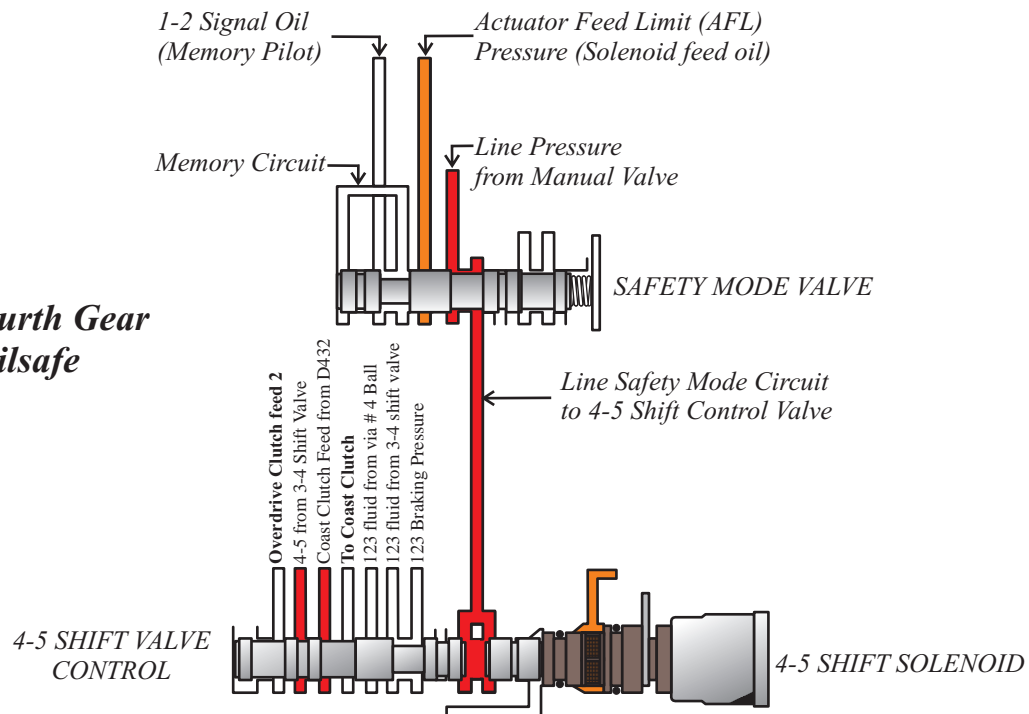 1-2 Signal Oil
(Memory Pilot)
Actuator Feed Limit (AFL)
Pressure (Solenoid feed oil)
Memory Circuit
Line Pressure
from Manual Valve
SAFETY MODE VALVE
urth Gear
ilsafe
Line Safety Mode Circuit
to 4-5 Shift Control Valve
Overdrive Clutch feed 2
4-5 from 3-4 Shift Valve
Coast Clutch Feed from D432
To Coast Clutch
123 fluid from via # 4 Ball
123 fluid from 3-4 shift valve
123 Braking Pressure
4-5 SHIFT VALVE
CONTROL
4-5 SHIFT SOLENOID